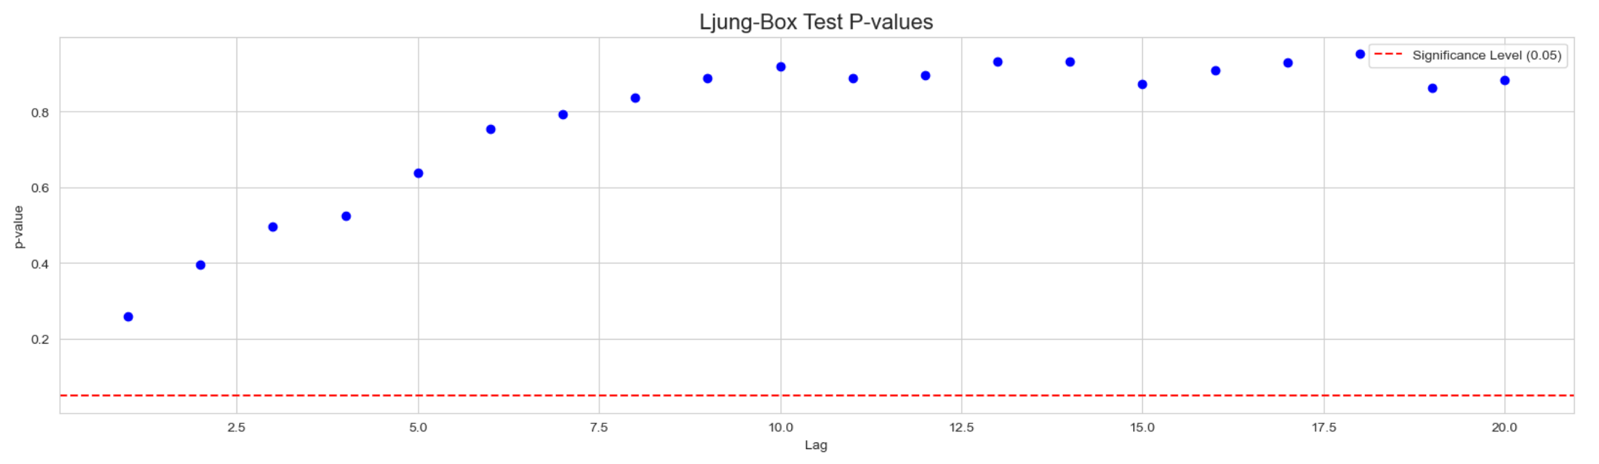 Ljung-Box Test P-values
Significance Level (0.05)
0.8
0.6
0.4
0.2
p-value
2.5 5.0 7.5 10.0 12.5 15.0 17.5 20.0
Lag